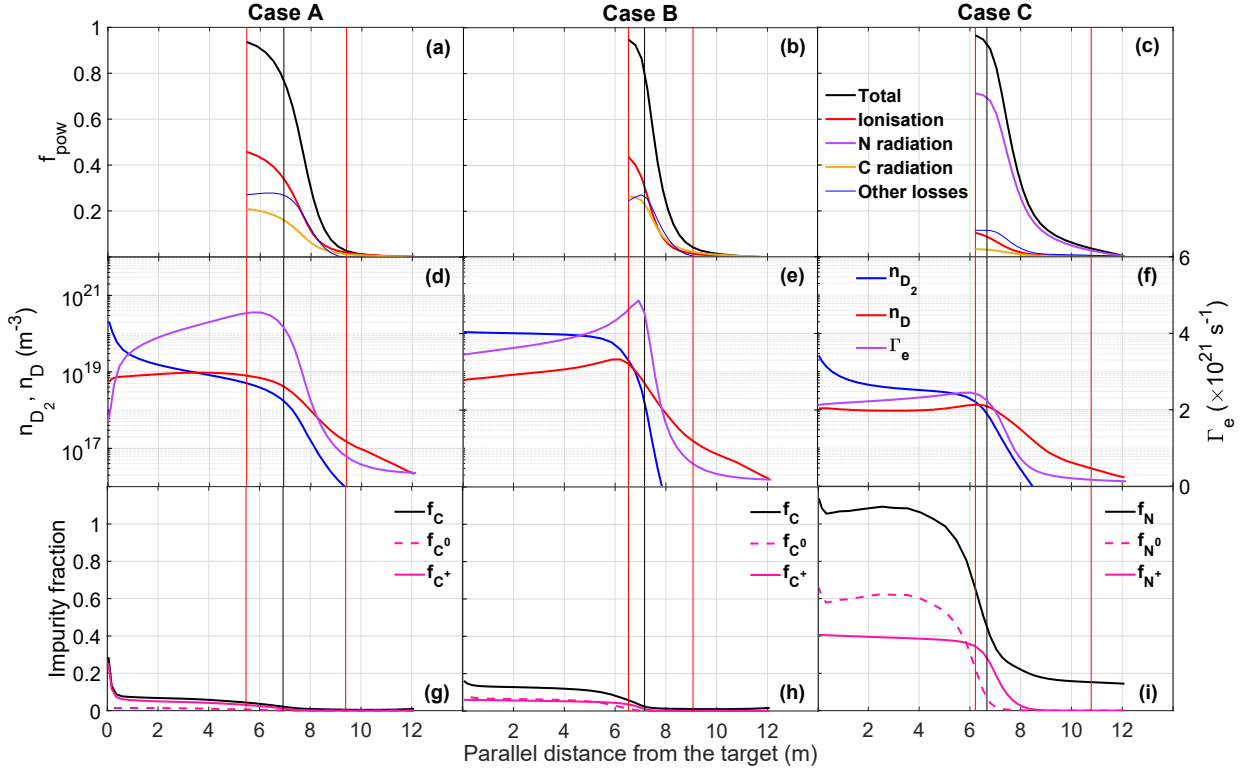 Case A Case B Case C
(a) (b) (c)
1
0.8
0.6
0.4
0.2
f_pow
Total
Ionisation
N radiation
C radiation
Other losses
(d) (e) (f)
10^21
10^19
10^17
n_D_2, n_D (m^-3)
n_D_2
n_D
Γ_e
6
4
2
0
Γ_e (×10^21 s^-1)
(g) (h) (i)
1
0.8
0.6
0.4
0.2
0
Impurity fraction
f_C f_C f_N
f_C^0 f_C^0 f_N^0
f_C^+ f_C^+ f_N^+
0 2 4 6 8 10 12 0 2 4 6 8 10 12 2 4 6 8 10 12
Parallel distance from the target (m)